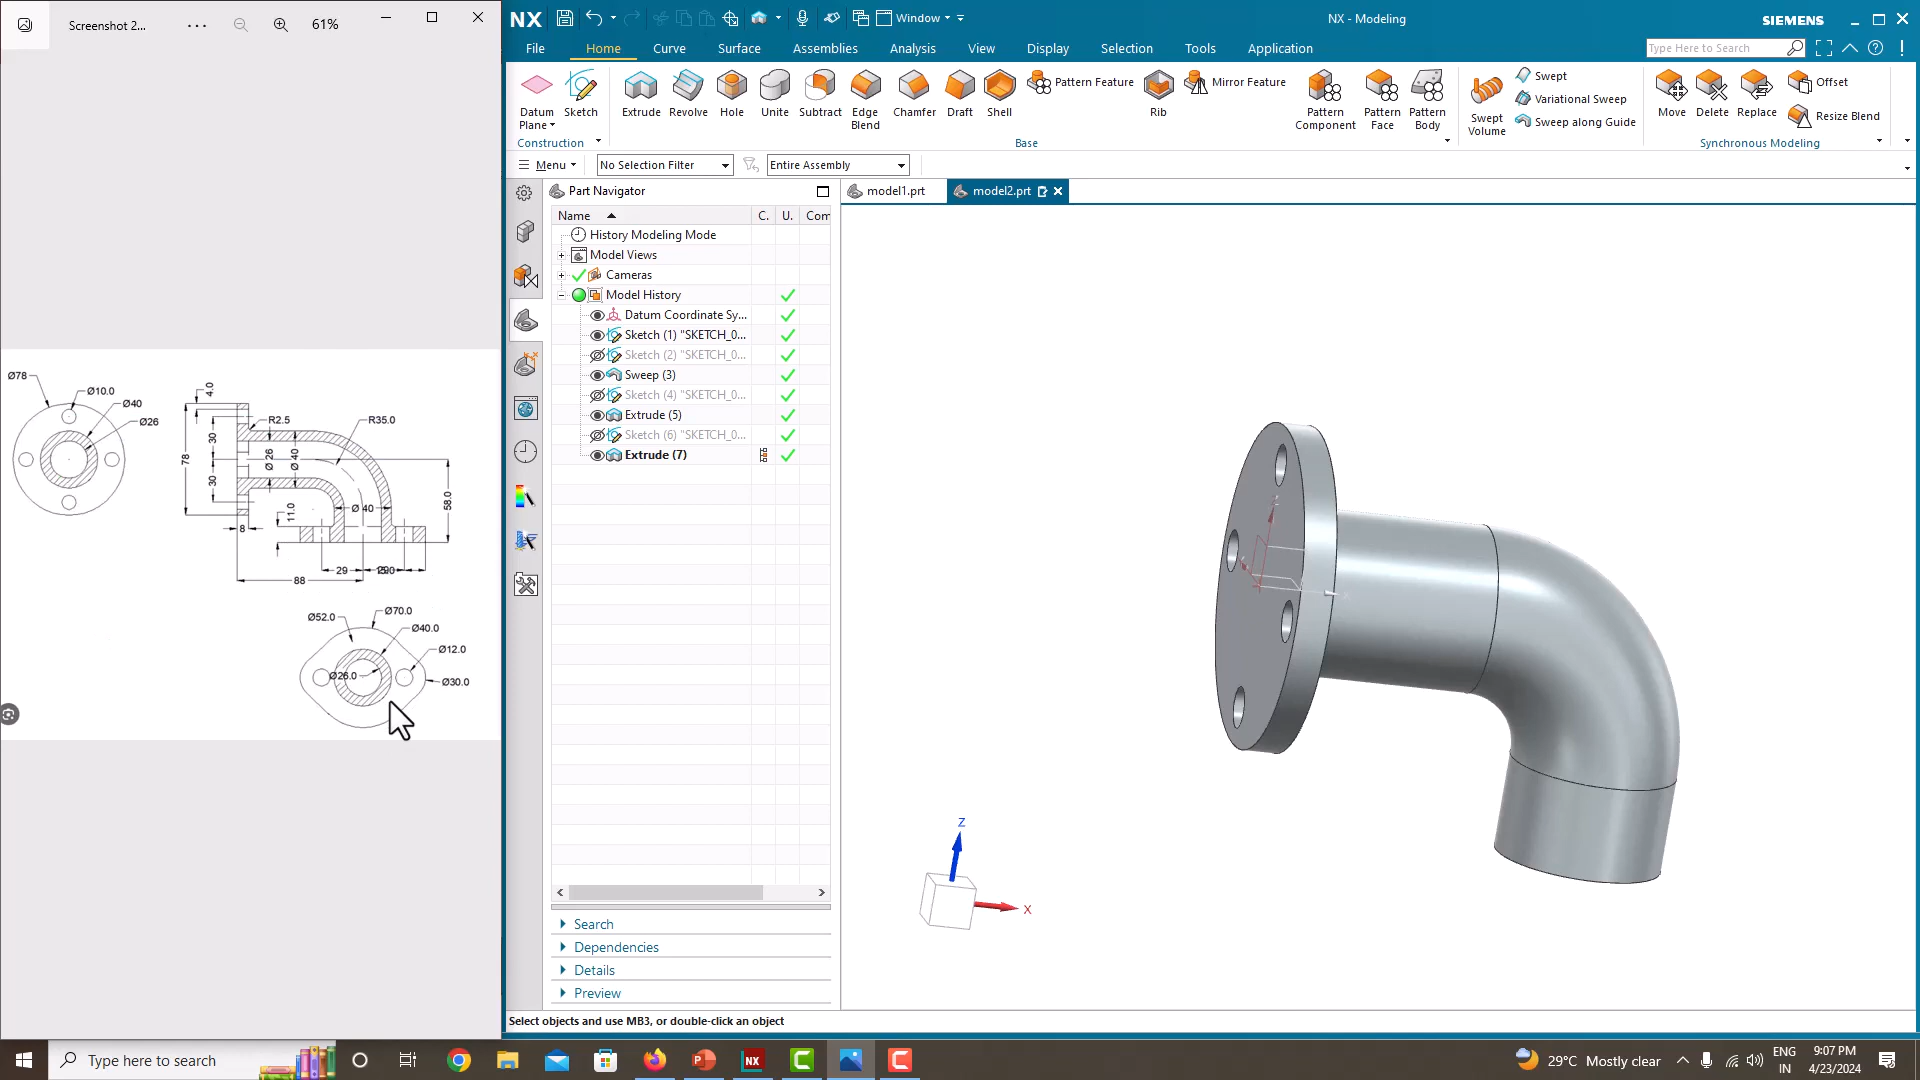 Screenshot 2...
61%
Ø78
Ø10.0
Ø40
Ø26
4.0
R2.5
R35.0
30
78
30
Ø 26
Ø 40
11.0
Ø 40
58.0
8
29
88
Ø52.0
Ø70.0
Ø40.0
Ø12.0
Ø26.0
Ø30.0
NX
Window
NX - Modeling
SIEMENS
File
Home
Curve
Surface
Assemblies
Analysis
View
Display
Selection
Tools
Application
Type Here to Search
Datum Plane
Sketch
Extrude
Revolve
Hole
Unite
Subtract
Edge Blend
Chamfer
Draft
Shell
Pattern Feature
Rib
Mirror Feature
Pattern Component
Pattern Face
Pattern Body
Swept Volume
Swept
Variational Sweep
Sweep along Guide
Move
Delete
Replace
Offset
Resize Blend
Construction
Base
Synchronous Modeling
Menu
No Selection Filter
Entire Assembly
Part Navigator
model1.prt
model2.prt
Name
C.
U.
Com
History Modeling Mode
Model Views
Cameras
Model History
Datum Coordinate Sy...
Sketch (1) "SKETCH_0...
Sketch (2) "SKETCH_0...
Sweep (3)
Sketch (4) "SKETCH_0...
Extrude (5)
Sketch (6) "SKETCH_0...
Extrude (7)
Search
Dependencies
Details
Preview
Z
X
Select objects and use MB3, or double-click an object
Type here to search
NX
29°C Mostly clear
ENG
IN
9:07 PM
4/23/2024